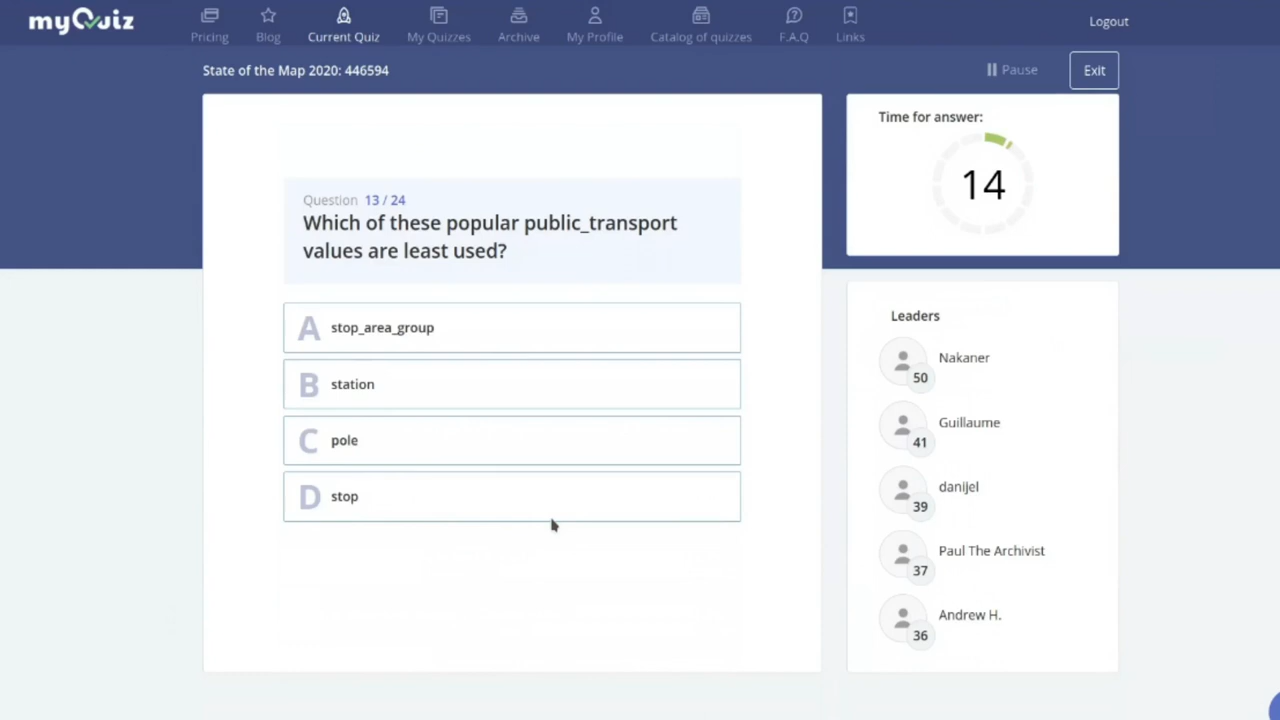 myQuiz
Pricing
Blog
Current Quiz
My Quizzes
Archive
My Profile
Catalog of quizzes
F.A.Q
Links
Logout
State of the Map 2020: 446594
Pause
Exit
Question 13 / 24
Which of these popular public_transport
values are least used?
A stop_area_group
B station
C pole
D stop
Time for answer:
14
Leaders
Nakaner
50
Guillaume
41
danijel
39
Paul The Archivist
37
Andrew H.
36